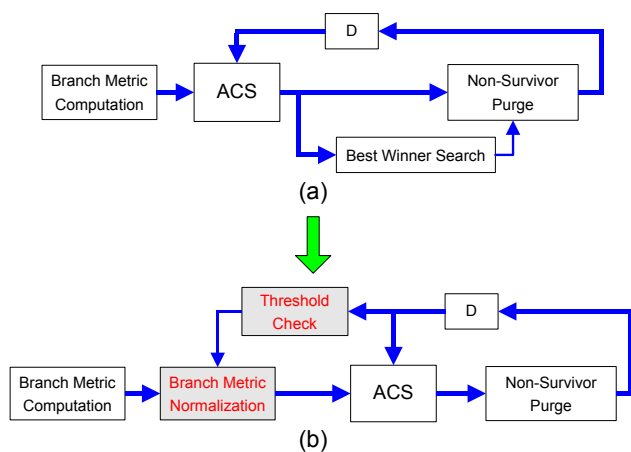 D
Branch Metric
Computation
ACS
Non-Survivor
Purge
Best Winner Search
(a)
Threshold
Check
D
Branch Metric
Computation
Branch Metric
Normalization
ACS
Non-Survivor
Purge
(b)